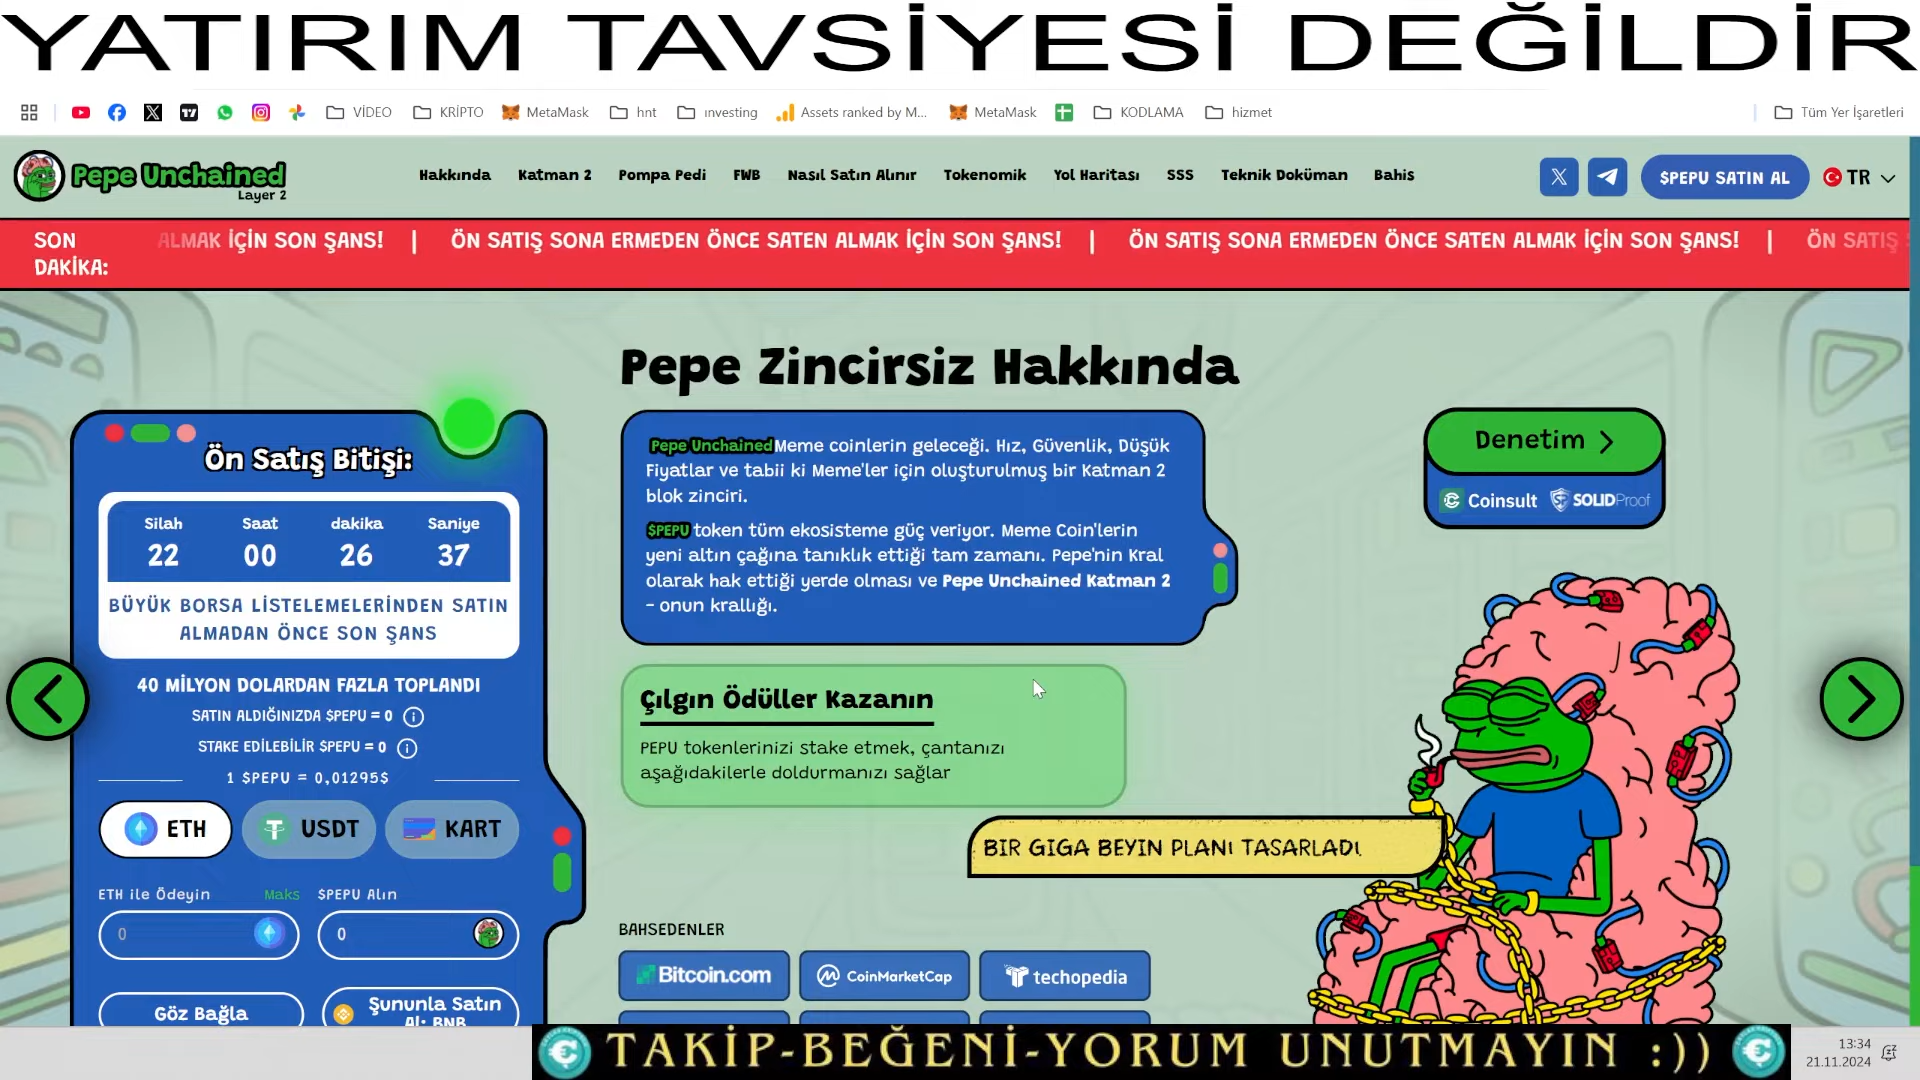 YATIRIM TAVSİYESİ DEĞİLDİR
VİDEO KRİPTO MetaMask hnt ınvesting Assets ranked by M... MetaMask KODLAMA hizmet Tüm Yer İşaretleri
Pepe Unchained
Layer 2
Hakkında Katman 2 Pompa Pedi FWB Nasıl Satın Alınır Tokenomik Yol Haritası SSS Teknik Doküman Bahis
$PEPU SATIN AL
TR
SON DAKİKA:
ALMAK İÇİN SON ŞANS! | ÖN SATIŞ SONA ERMEDEN ÖNCE SATEN ALMAK İÇİN SON ŞANS! | ÖN SATIŞ SONA ERMEDEN ÖNCE SATEN ALMAK İÇİN SON ŞANS! | ÖN SATIŞ
Ön Satış Bitişi:
Silah Saat dakika Saniye
22 00 26 37
BÜYÜK BORSA LİSTELEMELERİNDEN SATIN
ALMADAN ÖNCE SON ŞANS
40 MİLYON DOLARDAN FAZLA TOPLANDI
SATIN ALDIĞINIZDA $PEPU = 0
STAKE EDİLEBİLİR $PEPU = 0
1 $PEPU = 0,01295$
ETH USDT KART
ETH ile Ödeyin Maks $PEPU Alın
0 0
Göz Bağla
Şununla Satın
Al: BNB
Pepe Zincirsiz Hakkında
Pepe Unchained Meme coinlerin geleceği. Hız, Güvenlik, Düşük
Fiyatlar ve tabii ki Meme'ler için oluşturulmuş bir Katman 2
blok zinciri.
$PEPU token tüm ekosisteme güç veriyor. Meme Coin'lerin
yeni altın çağına tanıklık ettiği tam zamanı. Pepe'nin Kral
olarak hak ettiği yerde olması ve Pepe Unchained Katman 2
- onun krallığı.
Çılgın Ödüller Kazanın
PEPU tokenlerinizi stake etmek, çantanızı
aşağıdakilerle doldurmanızı sağlar
BIR GIGA BEYIN PLANI TASARLADI.
BAHSEDENLER
Bitcoin.com CoinMarketCap techopedia
Denetim
Coinsult SOLIDProof
TAKİP-BEĞENİ-YORUM UNUTMAYIN :))
13:34
21.11.2024